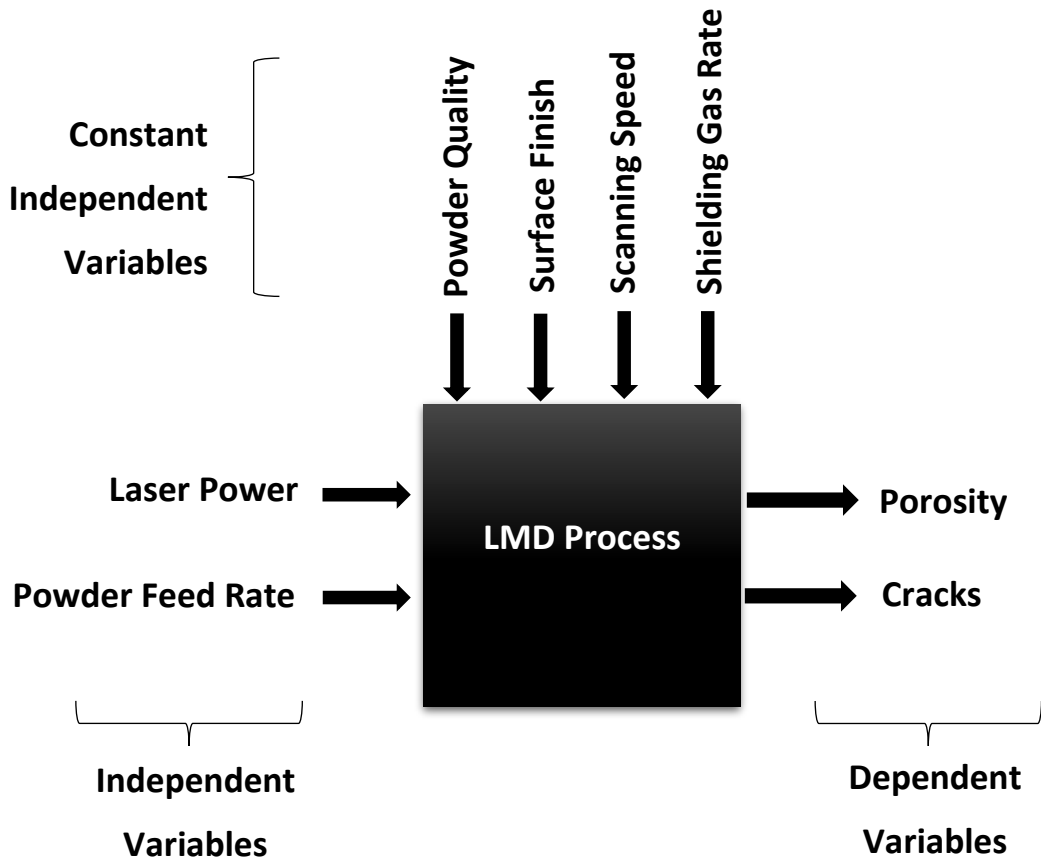 Constant
Independent
Variables
Powder Quality
Surface Finish
Scanning Speed
Shielding Gas Rate
Laser Power
Powder Feed Rate
LMD Process
Porosity
Cracks
Independent
Variables
Dependent
Variables